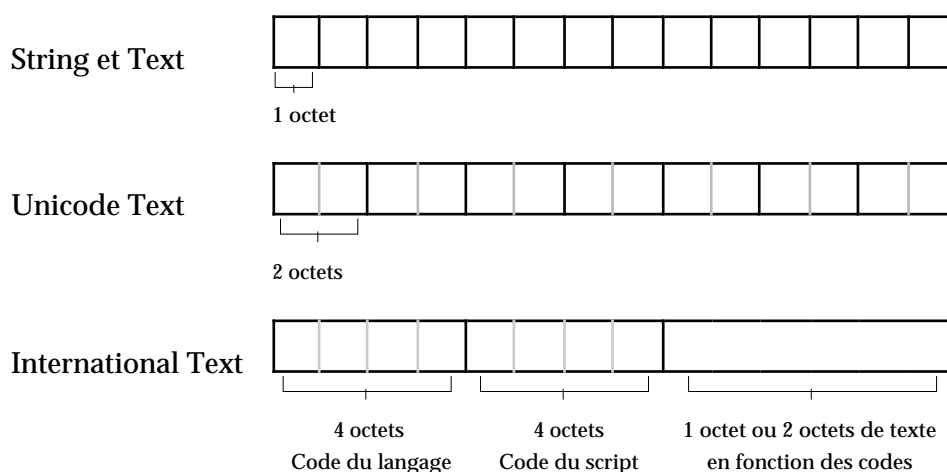 String et Text
1 octet
Unicode Text
2 octets
International Text
4 octets
Code du langage
4 octets
Code du script
1 octet ou 2 octets de texte
en fonction des codes